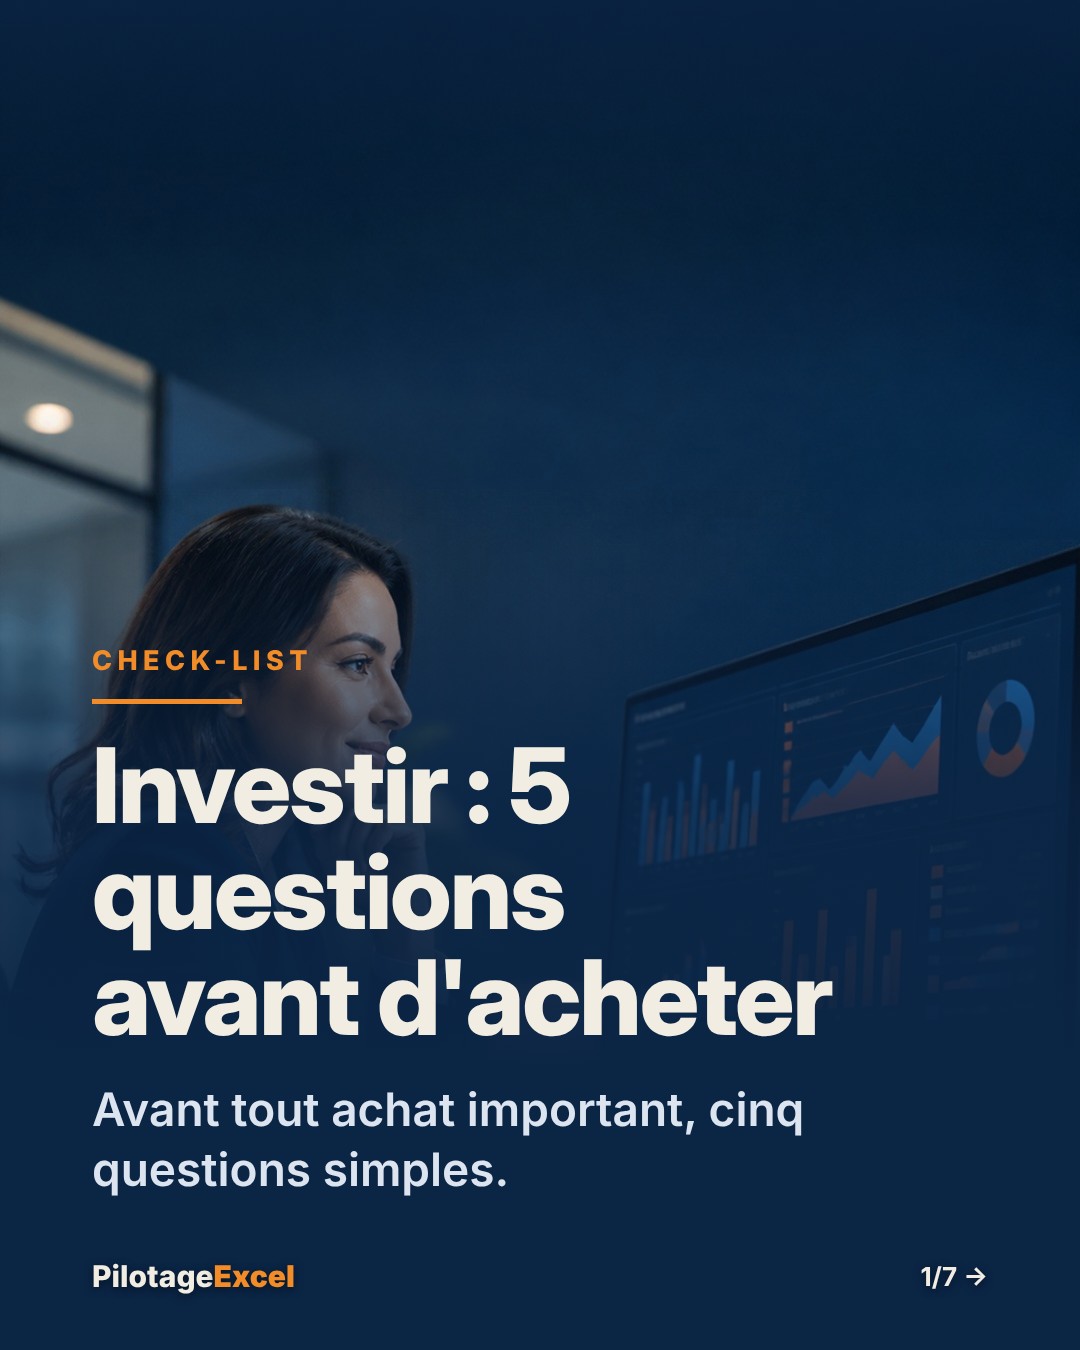 CHECK-LIST
Investir : 5
questions
avant d'acheter
Avant tout achat important, cinq
questions simples.
PilotageExcel
1/7 →